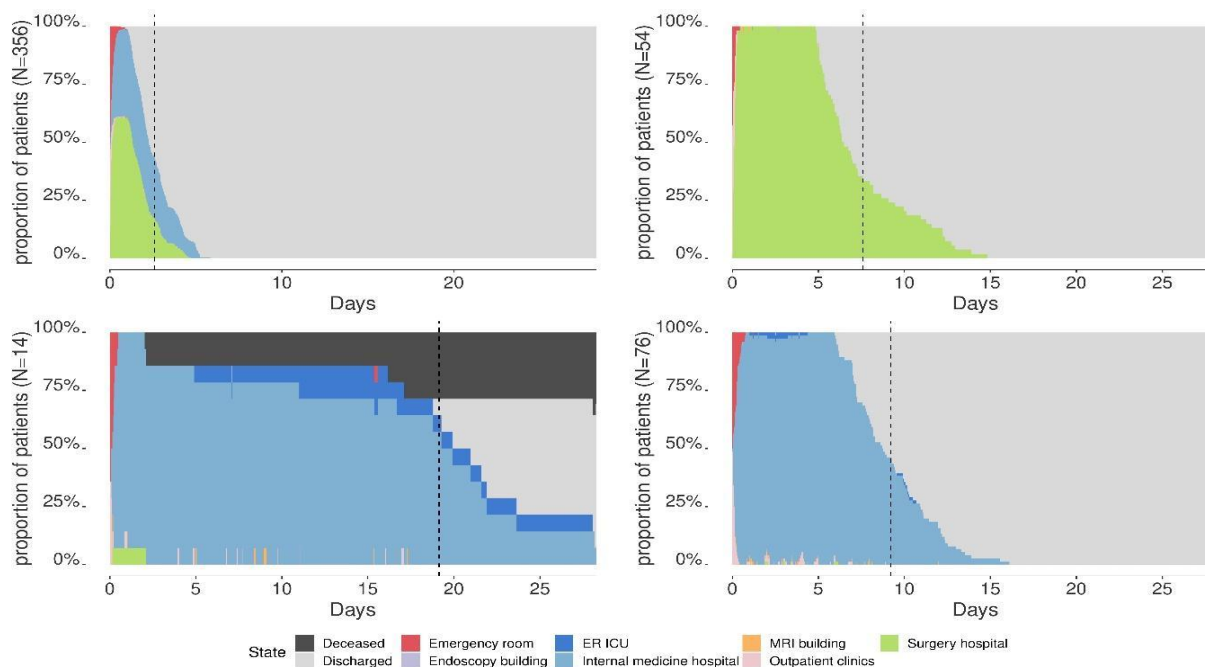 proportion of patients (N=356)
100%
75%
50%
25%
0%
0 10 20
Days
proportion of patients (N=54)
100%
75%
50%
25%
0%
0 5 10 15 20 25
Days
proportion of patients (N=14)
100%
75%
50%
25%
0%
0 5 10 15 20 25
Days
proportion of patients (N=76)
100%
75%
50%
25%
0%
0 5 10 15 20 25
Days
State Deceased Emergency room ER ICU MRI building Surgery hospital
Discharged Endoscopy building Internal medicine hospital Outpatient clinics